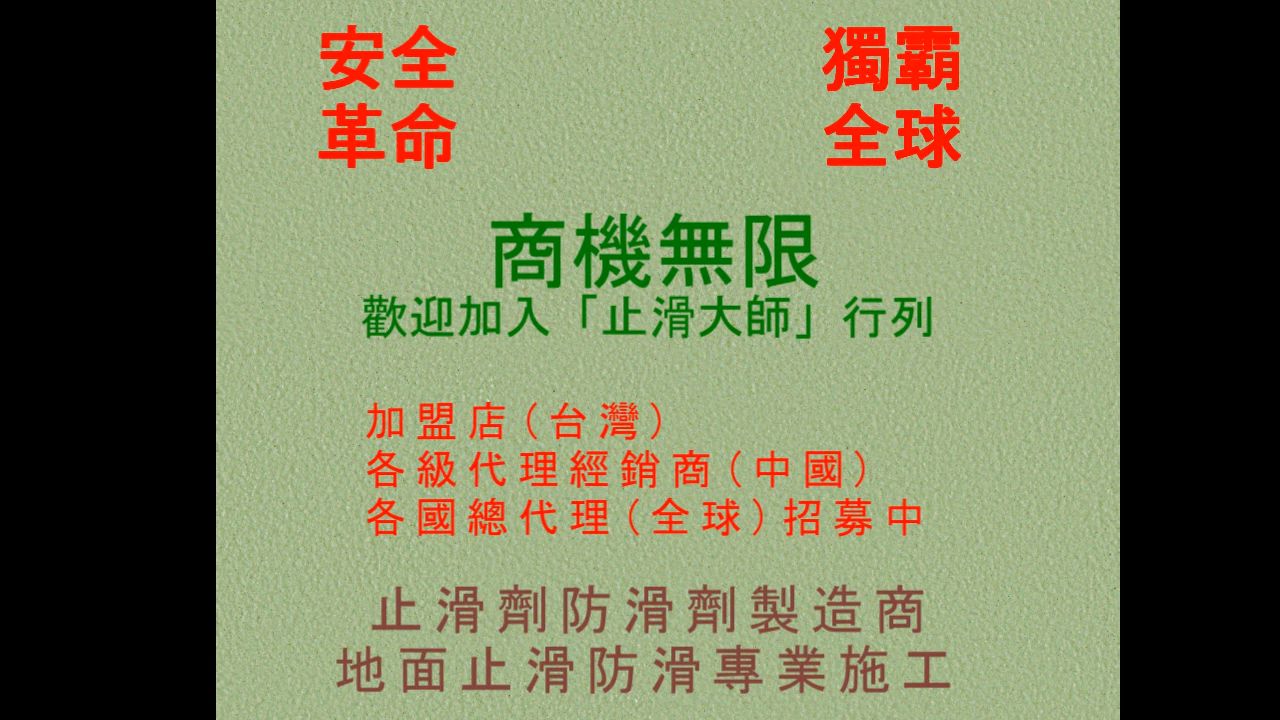 安全 獨霸
革命 全球
商機無限
歡迎加入「止滑大師」行列
加盟店(台灣)
各級代理經銷商(中國)
各國總代理(全球)招募中
止滑劑防滑劑製造商
地面止滑防滑專業施工